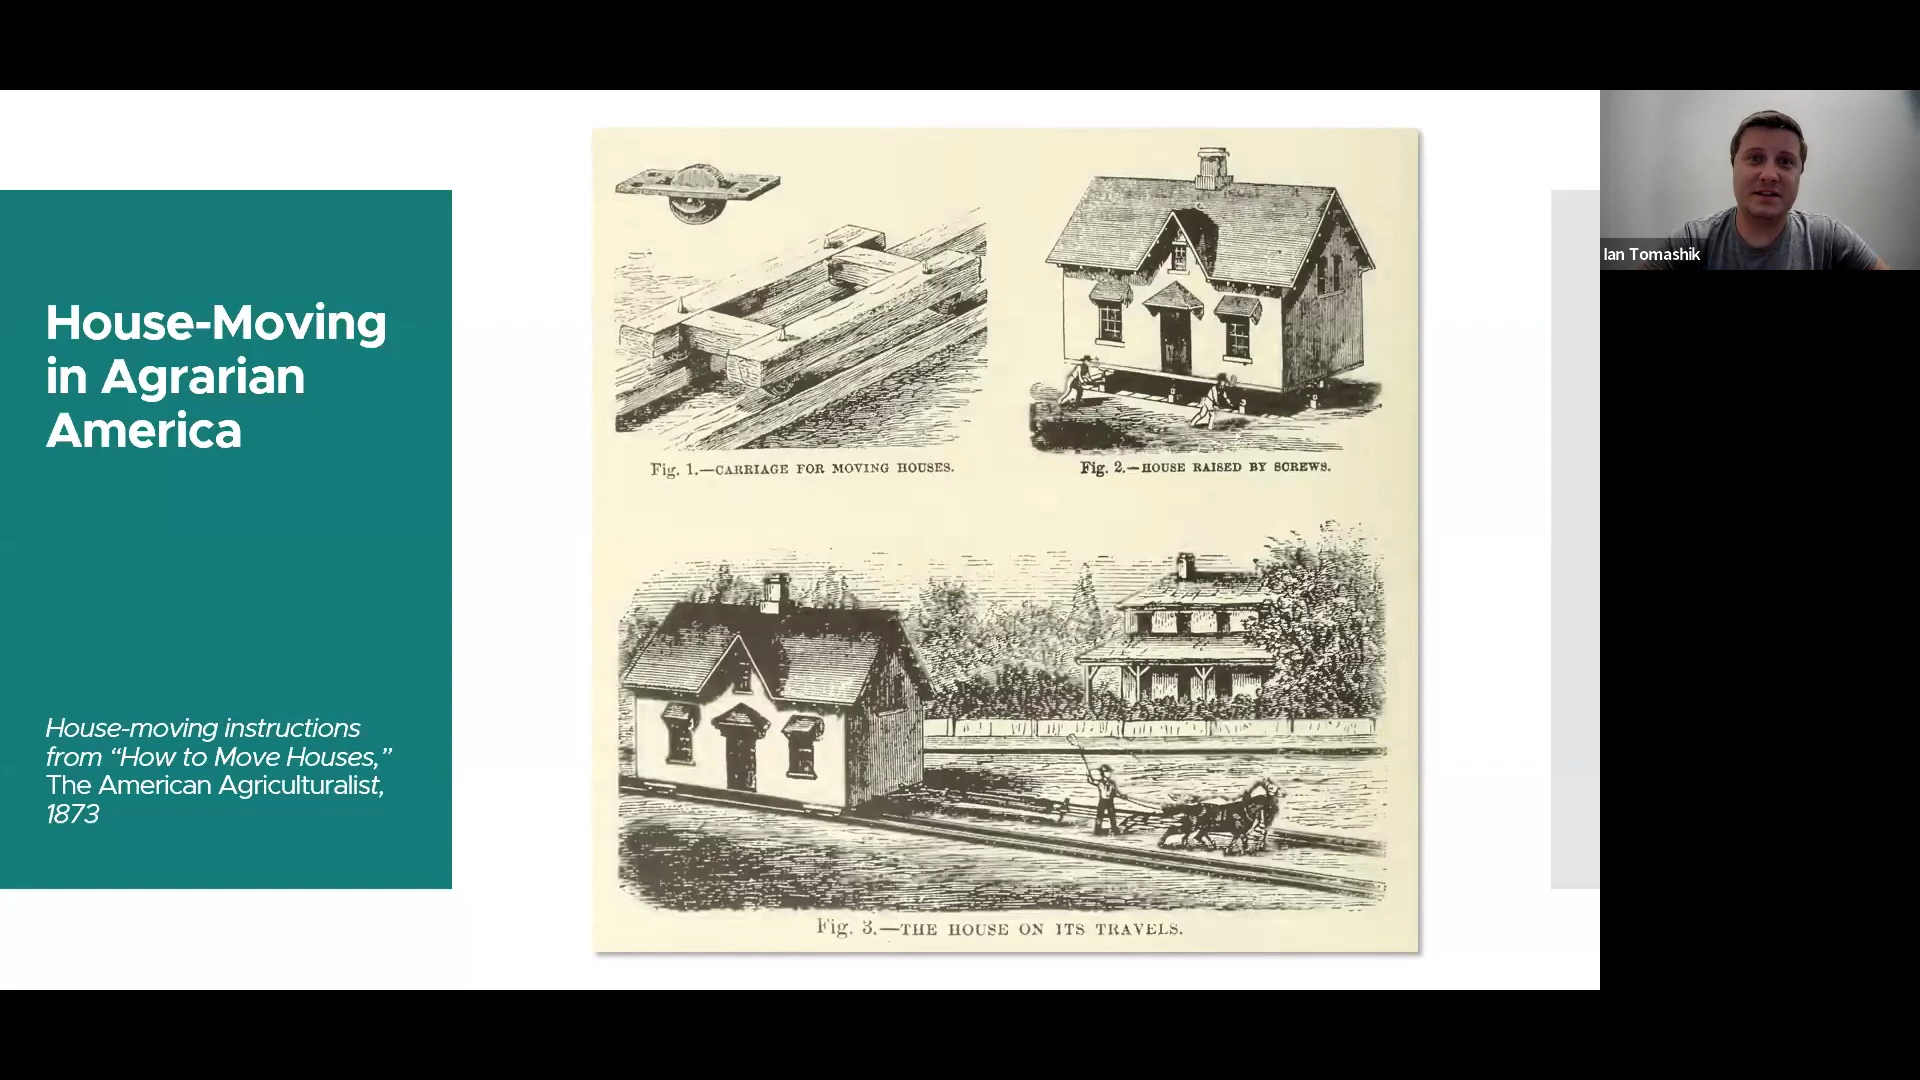 House-Moving
in Agrarian
America
House-moving instructions
from “How to Move Houses,”
The American Agriculturalist,
1873
Fig. 1.—CARRIAGE FOR MOVING HOUSES.
Fig. 2.—HOUSE RAISED BY SCREWS.
Fig. 3.—THE HOUSE ON ITS TRAVELS.
Ian Tomashik